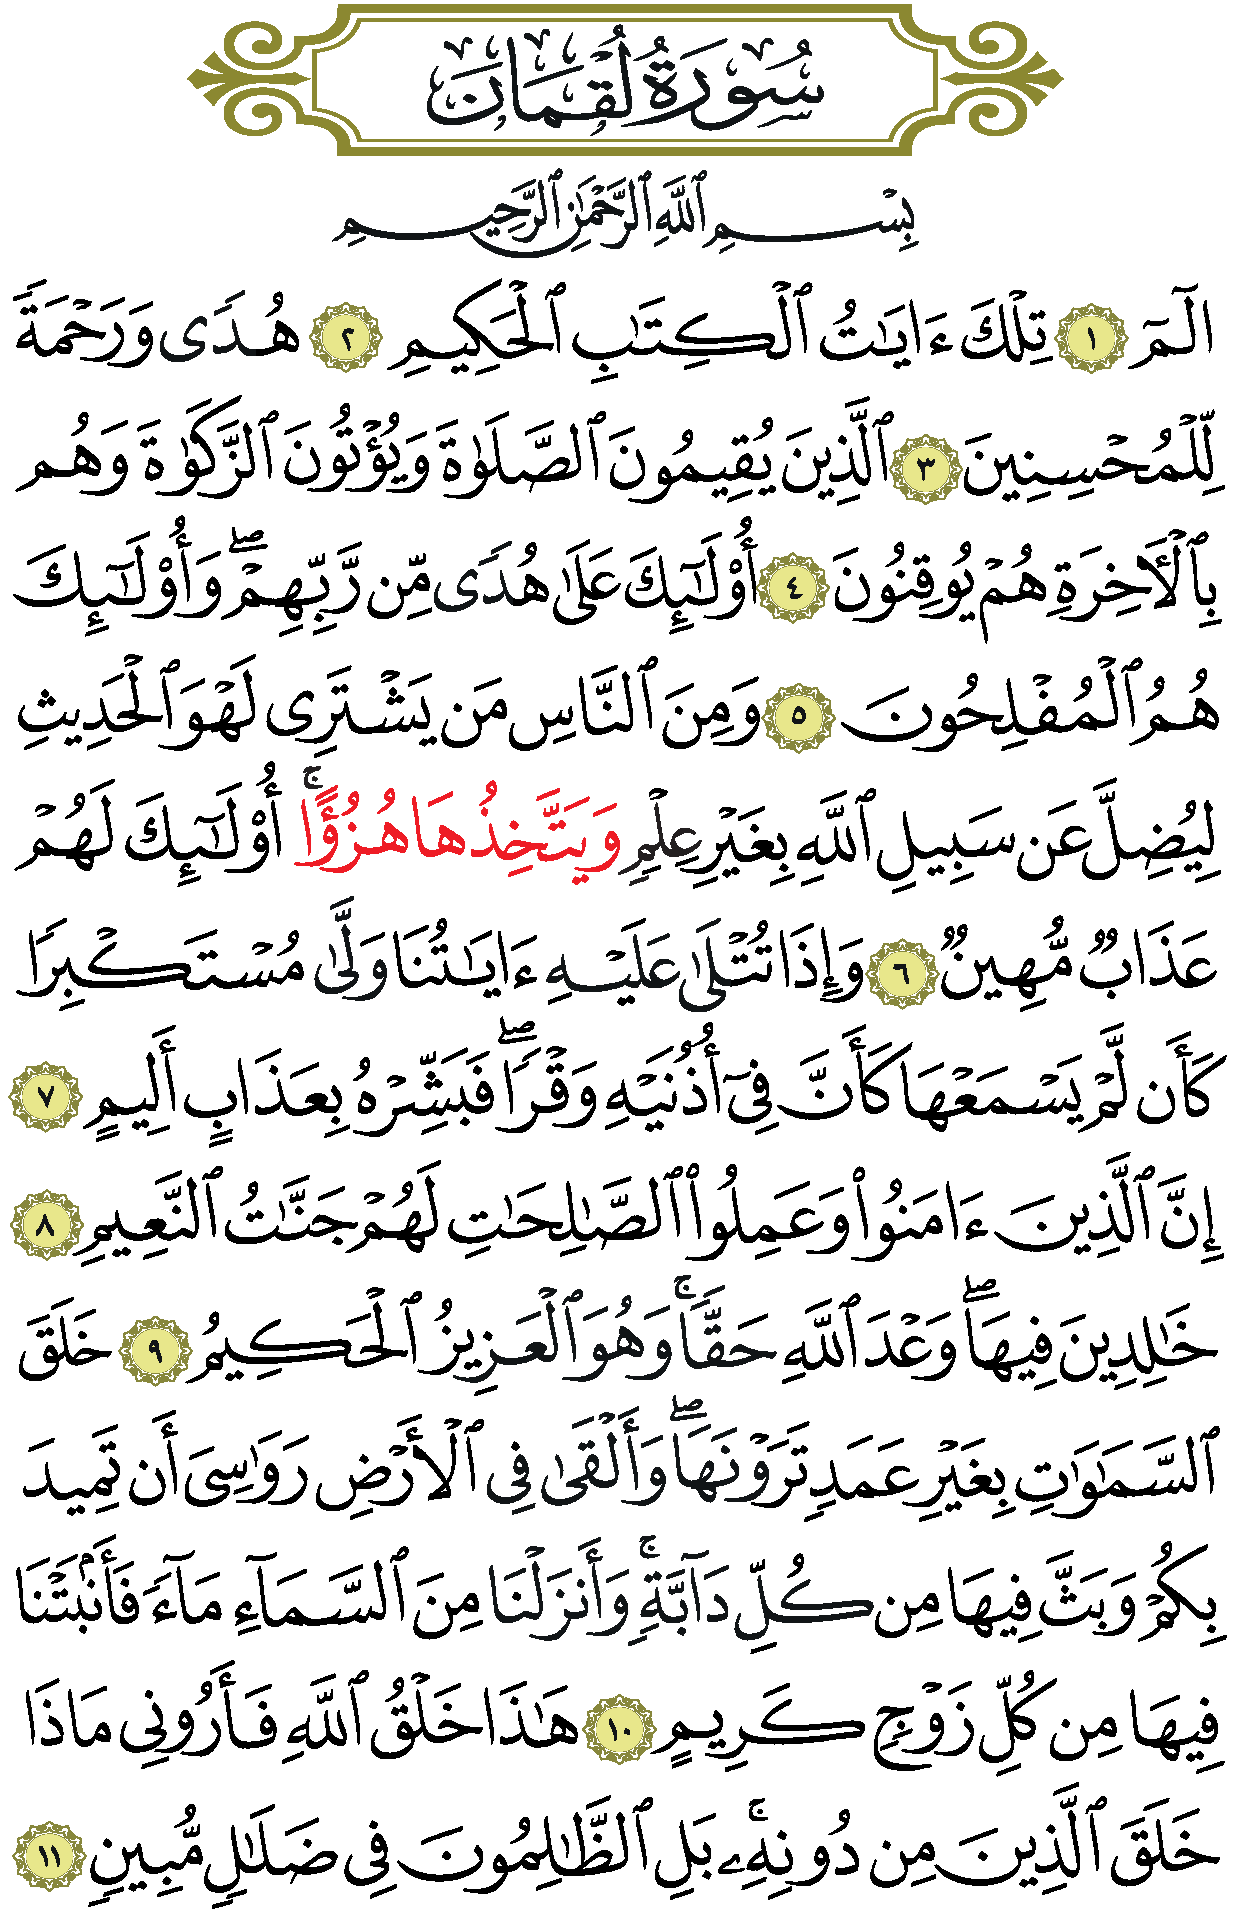 سُورَةُ لُقْمَانَ
بِسْمِ ٱللَّهِ ٱلرَّحْمَٰنِ ٱلرَّحِيمِ
الٓمٓ ١ تِلْكَ ءَايَٰتُ ٱلْكِتَٰبِ ٱلْحَكِيمِ ٢ هُدًى وَرَحْمَةً
لِّلْمُحْسِنِينَ ٣ ٱلَّذِينَ يُقِيمُونَ ٱلصَّلَوٰةَ وَيُؤْتُونَ ٱلزَّكَوٰةَ وَهُم
بِٱلْأَخِرَةِ هُمْ يُوقِنُونَ ٤ أُو۟لَٰٓئِكَ عَلَىٰ هُدًى مِّن رَّبِّهِمْ ۖ وَأُو۟لَٰٓئِكَ
هُمُ ٱلْمُفْلِحُونَ ٥ وَمِنَ ٱلنَّاسِ مَن يَشْتَرِى لَهْوَ ٱلْحَدِيثِ
لِيُضِلَّ عَن سَبِيلِ ٱللَّهِ بِغَيْرِ عِلْمٍ وَيَتَّخِذُهَا هُزُؤًا ۚ أُو۟لَٰٓئِكَ لَهُمْ
عَذَابٌ مُّهِينٌ ٦ وَإِذَا تُتْلَىٰ عَلَيْهِ ءَايَٰتُنَا وَلَّىٰ مُسْتَكْبِرًا
كَأَن لَّمْ يَسْمَعْهَا كَأَنَّ فِىٓ أُذُنَيْهِ وَقْرًا ۖ فَبَشِّرْهُ بِعَذَابٍ أَلِيمٍ ٧
إِنَّ ٱلَّذِينَ ءَامَنُوا۟ وَعَمِلُوا۟ ٱلصَّٰلِحَٰتِ لَهُمْ جَنَّٰتُ ٱلنَّعِيمِ ٨
خَٰلِدِينَ فِيهَا ۖ وَعْدَ ٱللَّهِ حَقًّا ۚ وَهُوَ ٱلْعَزِيزُ ٱلْحَكِيمُ ٩ خَلَقَ
ٱلسَّمَٰوَٰتِ بِغَيْرِ عَمَدٍ تَرَوْنَهَا ۖ وَأَلْقَىٰ فِى ٱلْأَرْضِ رَوَٰسِىَ أَن تَمِيدَ
بِكُمْ وَبَثَّ فِيهَا مِن كُلِّ دَآبَّةٍ ۚ وَأَنزَلْنَا مِنَ ٱلسَّمَآءِ مَآءً فَأَنۢبَتْنَا
فِيهَا مِن كُلِّ زَوْجٍ كَرِيمٍ ١٠ هَٰذَا خَلْقُ ٱللَّهِ فَأَرُونِى مَاذَا
خَلَقَ ٱلَّذِينَ مِن دُونِهِۦ ۚ بَلِ ٱلظَّٰلِمُونَ فِى ضَلَٰلٍ مُّبِينٍ ١١